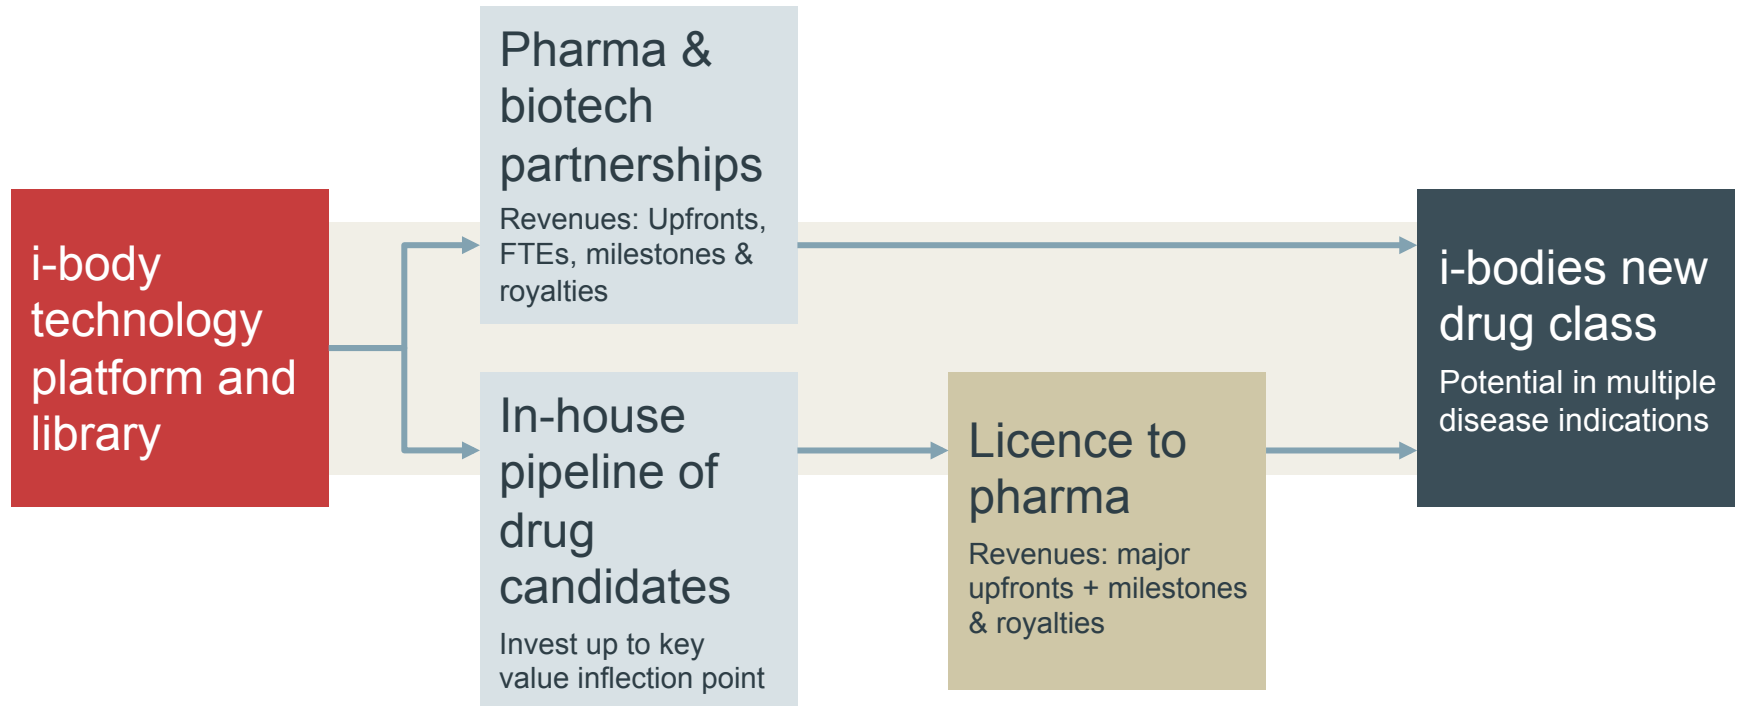 i-body
technology
platform and
library
Pharma &
biotech
partnerships
Revenues: Upfronts,
FTEs, milestones &
royalties
In-house
pipeline of
drug
candidates
Invest up to key
value inflection point
Licence to
pharma
Revenues: major
upfronts + milestones
& royalties
i-bodies new
drug class
Potential in multiple
disease indications